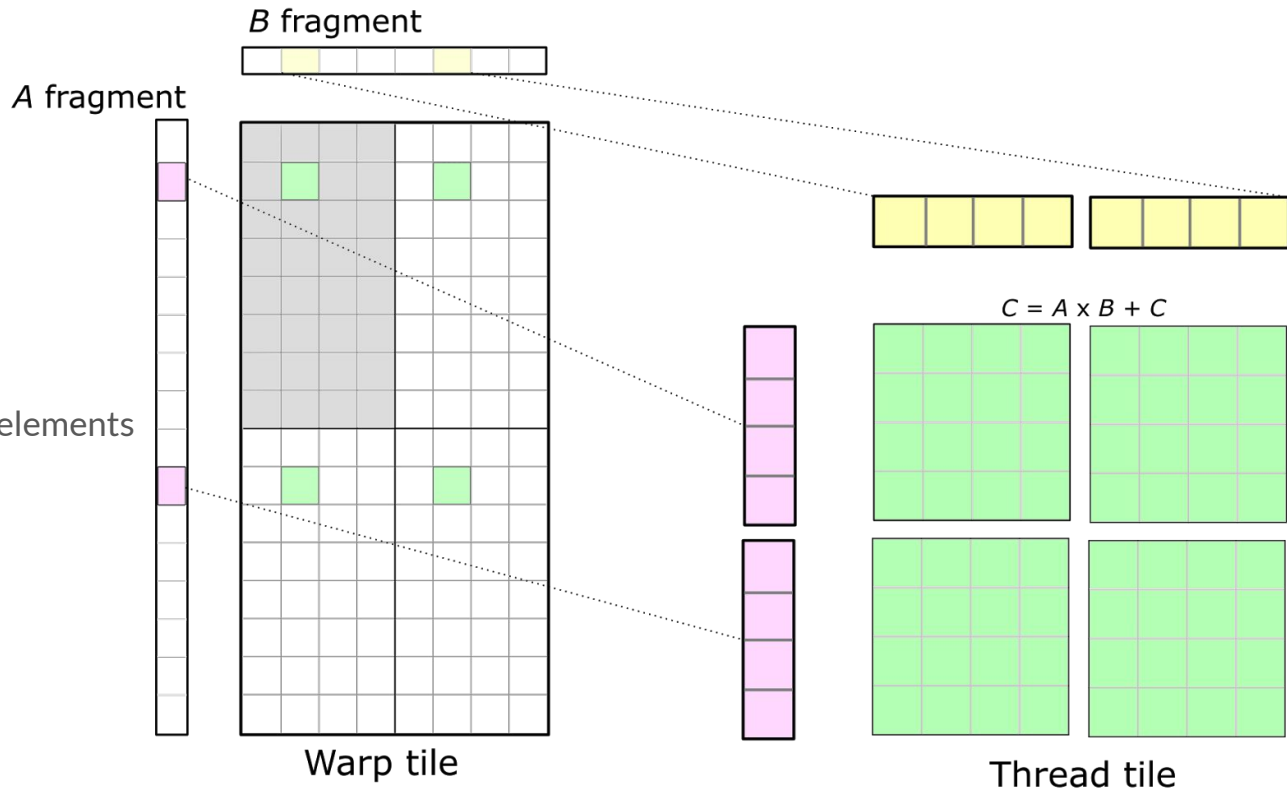 B fragment
A fragment
C = A x B + C
elements
Warp tile
Thread tile